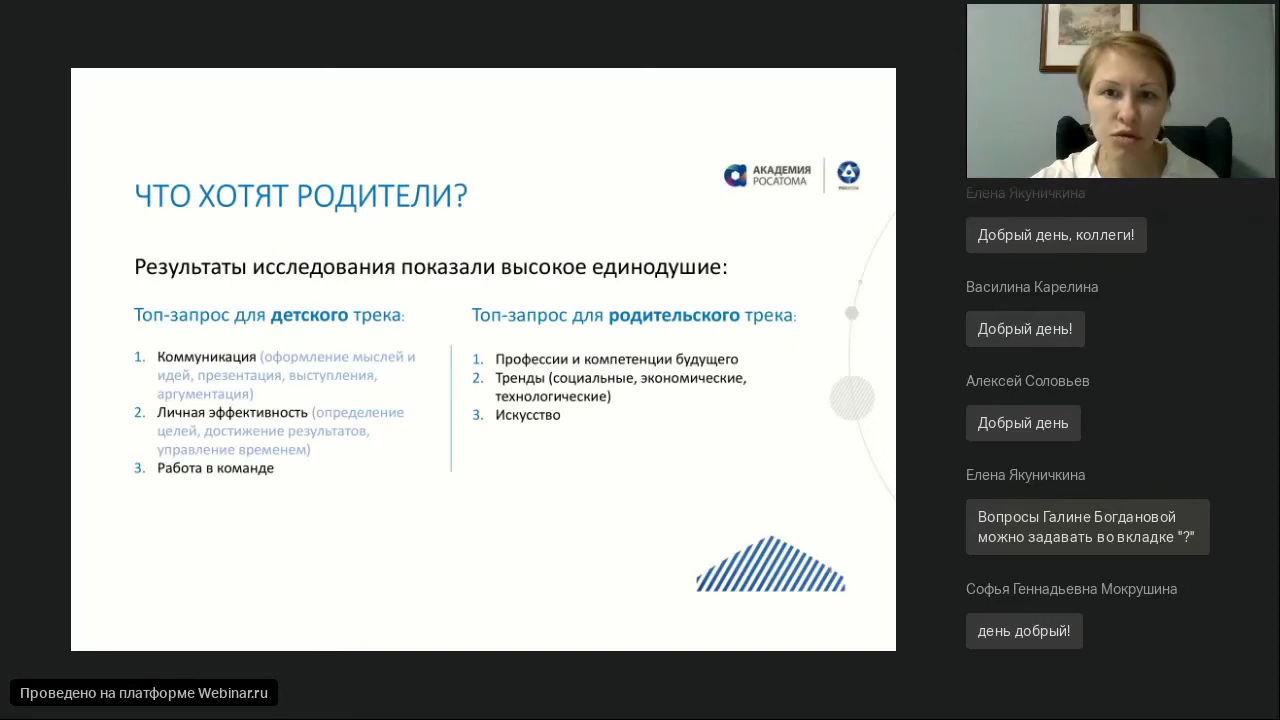 АКАДЕМИЯ
РОСАТОМА
ЧТО ХОТЯТ РОДИТЕЛИ?
Результаты исследования показали высокое единодушие:
Топ-запрос для детского трека:
1. Коммуникация (оформление мыслей и
идей, презентация, выступления,
аргументация)
2. Личная эффективность (определение
целей, достижение результатов,
управление временем)
3. Работа в команде
Топ-запрос для родительского трека:
1. Профессии и компетенции будущего
2. Тренды (социальные, экономические,
технологические)
3. Искусство
Елена Якуничкина
Добрый день, коллеги!
Василина Карелина
Добрый день!
Алексей Соловьев
Добрый день
Елена Якуничкина
Вопросы Галине Богдановой
можно задавать во вкладке "?"
Софья Геннадьевна Мокрушина
день добрый!
Проведено на платформе Webinar.ru